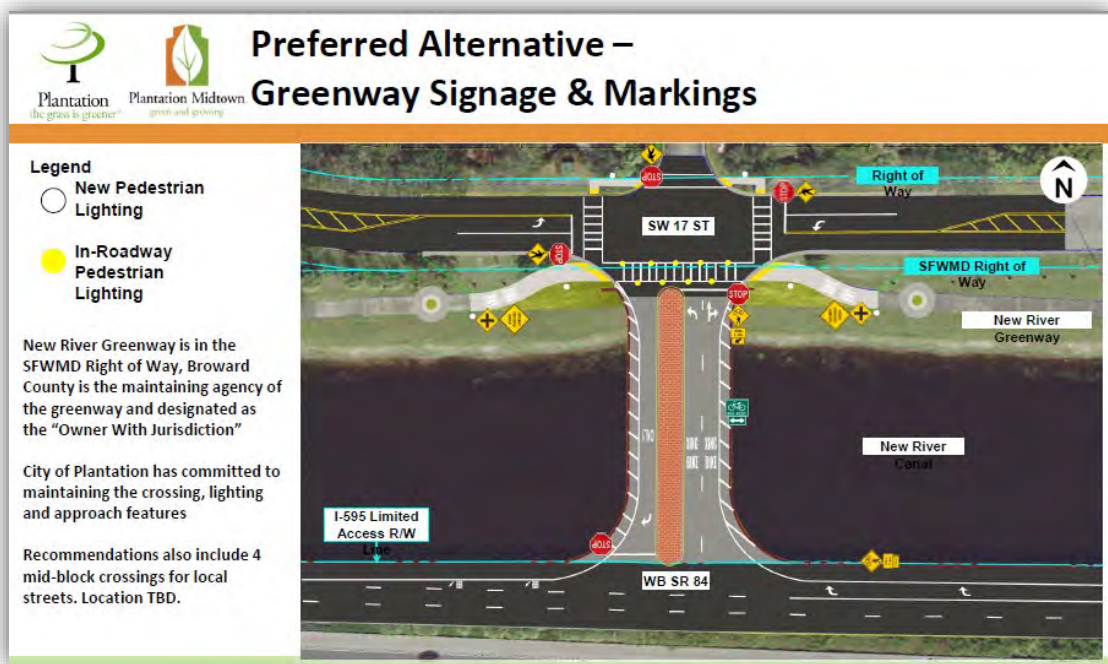 Preferred Alternative –
Greenway Signage & Markings
Plantation
the grass is greener
Plantation Midtown
green and growing
Legend
New Pedestrian
Lighting
In-Roadway
Pedestrian
Lighting
New River Greenway is in the
SFWMD Right of Way, Broward
County is the maintaining agency of
the greenway and designated as
the “Owner With Jurisdiction”
City of Plantation has committed to
maintaining the crossing, lighting
and approach features
Recommendations also include 4
mid-block crossings for local
streets. Location TBD.
STOP
Right of
Way
N
STOP
SW 17 ST
STOP
SFWMD Right of
- Way
STOP
New River
Greenway
ONLY
XING XING
BIKE BIKE
New River
Canal
I-595 Limited
Access R/W
Line
STOP
WB SR 84